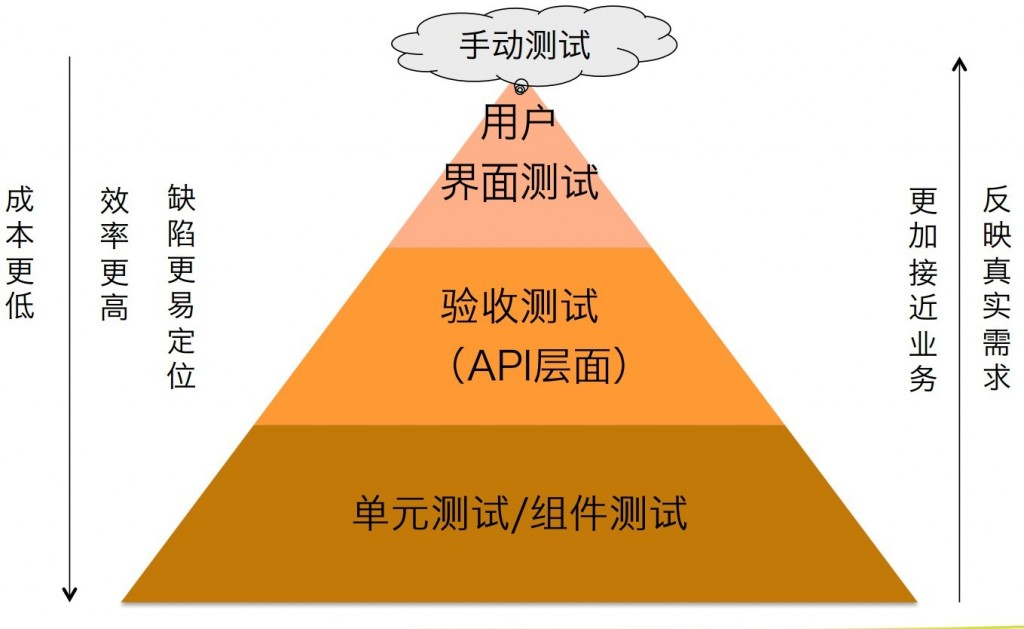 手动测试
用户
界面测试
验收测试
（API层面）
单元测试/组件测试
成本更低
效率更高
缺陷更易定位
更加接近业务
反映真实需求